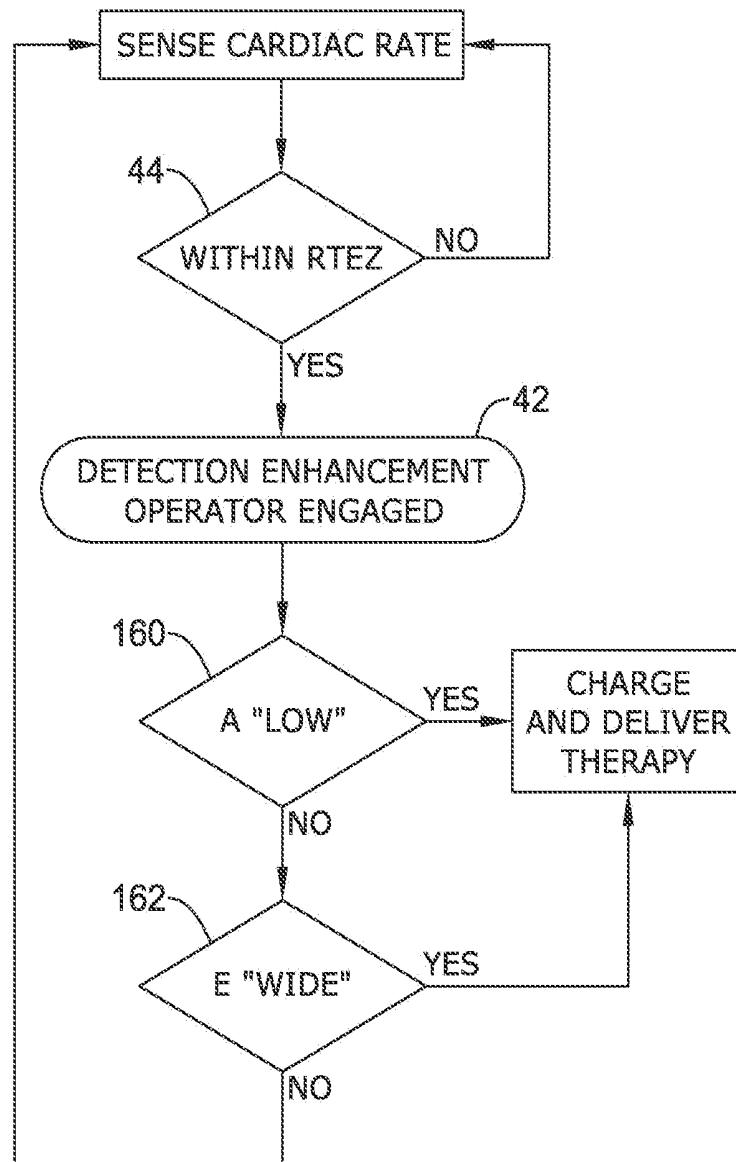 SENSE CARDIAC RATE
44
WITHIN RTEZ
NO
YES
42
DETECTION ENHANCEMENT
OPERATOR ENGAGED
160
A "LOW"
YES
CHARGE
AND DELIVER
THERAPY
NO
162
E "WIDE"
YES
NO